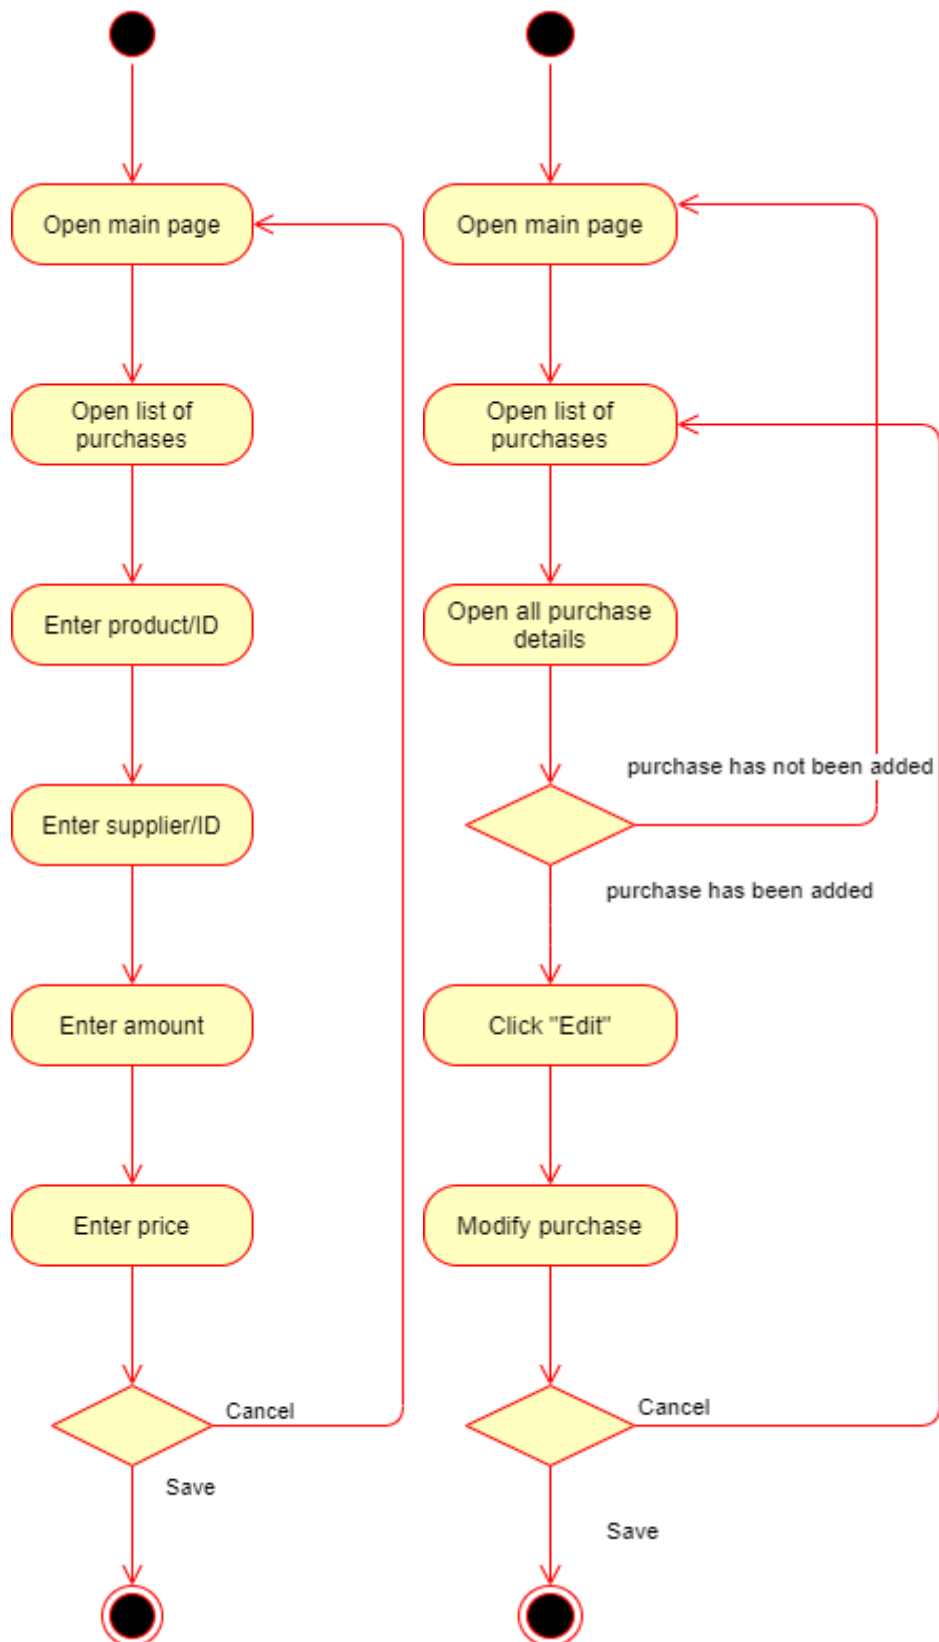 Open main page
Open list of
purchases
Enter product/ID
Enter supplier/ID
Enter amount
Enter price
Cancel
Save
Open main page
Open list of
purchases
Open all purchase
details
purchase has not been added
purchase has been added
Click "Edit"
Modify purchase
Cancel
Save